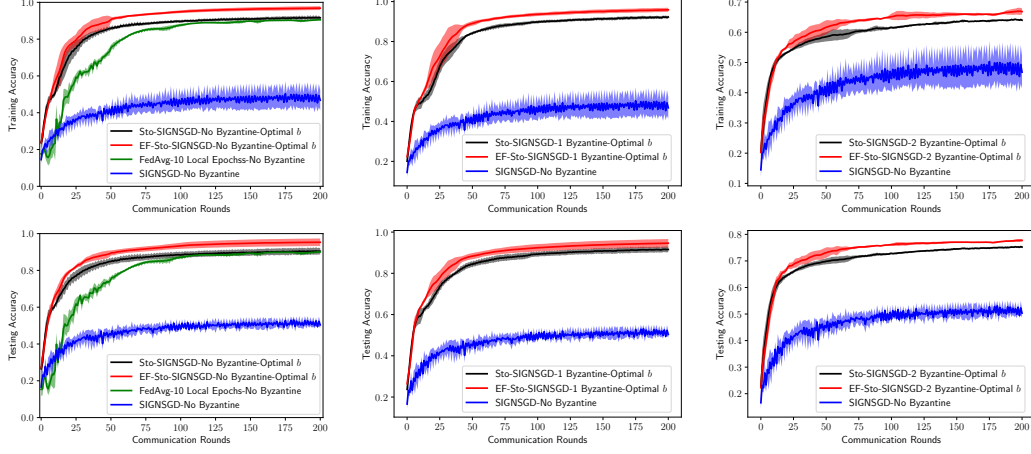 1.0
0.8
0.6
0.4
0.2
0.0
Training Accuracy
Sto-SIGNSGD-No Byzantine-Optimal b
EF-Sto-SIGNSGD-No Byzantine-Optimal b
FedAvg-10 Local Epochss-No Byzantine
SIGNSGD-No Byzantine
0 25 50 75 100 125 150 175 200
Communication Rounds
1.0
0.8
0.6
0.4
0.2
Training Accuracy
Sto-SIGNSGD-1 Byzantine-Optimal b
EF-Sto-SIGNSGD-1 Byzantine-Optimal b
SIGNSGD-No Byzantine
0 25 50 75 100 125 150 175 200
Communication Rounds
0.7
0.6
0.5
0.4
0.3
0.2
0.1
Training Accuracy
Sto-SIGNSGD-2 Byzantine-Optimal b
EF-Sto-SIGNSGD-2 Byzantine-Optimal b
SIGNSGD-No Byzantine
0 25 50 75 100 125 150 175 200
Communication Rounds
1.0
0.8
0.6
0.4
0.2
0.0
Testing Accuracy
Sto-SIGNSGD-No Byzantine-Optimal b
EF-Sto-SIGNSGD-No Byzantine-Optimal b
FedAvg-10 Local Epochss-No Byzantine
SIGNSGD-No Byzantine
0 25 50 75 100 125 150 175 200
Communication Rounds
1.0
0.8
0.6
0.4
0.2
Testing Accuracy
Sto-SIGNSGD-1 Byzantine-Optimal b
EF-Sto-SIGNSGD-1 Byzantine-Optimal b
SIGNSGD-No Byzantine
0 25 50 75 100 125 150 175 200
Communication Rounds
0.8
0.7
0.6
0.5
0.4
0.3
0.2
Testing Accuracy
Sto-SIGNSGD-2 Byzantine-Optimal b
EF-Sto-SIGNSGD-2 Byzantine-Optimal b
SIGNSGD-No Byzantine
0 25 50 75 100 125 150 175 200
Communication Rounds